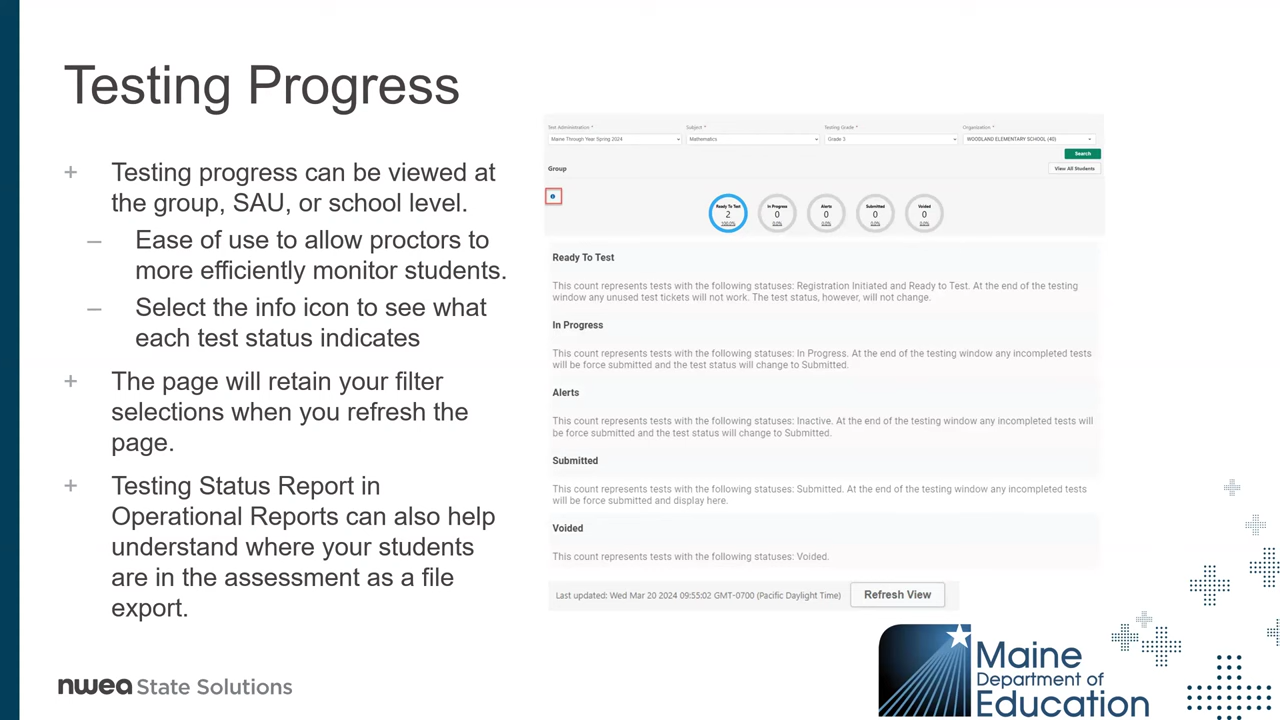 Testing Progress
+ Testing progress can be viewed at
the group, SAU, or school level.
– Ease of use to allow proctors to
more efficiently monitor students.
– Select the info icon to see what
each test status indicates
+ The page will retain your filter
selections when you refresh the
page.
+ Testing Status Report in
Operational Reports can also help
understand where your students
are in the assessment as a file
export.
Test Administration * Subject * Testing Grade * Organization *
Maine Through Year Spring 2024 Mathematics Grade 3 WOODLAND ELEMENTARY SCHOOL (40)
Search
Group View All Students
Ready To Test In Progress Alerts Submitted Voided
2 0 0 0 0
100.0% 0.0% 0.0% 0.0% 0.0%
Ready To Test
This count represents tests with the following statuses: Registration Initiated and Ready to Test. At the end of the testing
window any unused test tickets will not work. The test status, however, will not change.
In Progress
This count represents tests with the following statuses: In Progress. At the end of the testing window any incompleted tests
will be force submitted and the test status will change to Submitted.
Alerts
This count represents tests with the following statuses: Inactive. At the end of the testing window any incompleted tests will
be force submitted and the test status will change to Submitted.
Submitted
This count represents tests with the following statuses: Submitted. At the end of the testing window any incompleted tests
will be force submitted and display here.
Voided
This count represents tests with the following statuses: Voided.
Last updated: Wed Mar 20 2024 09:55:02 GMT-0700 (Pacific Daylight Time) Refresh View
nwea State Solutions
Maine
Department of
Education